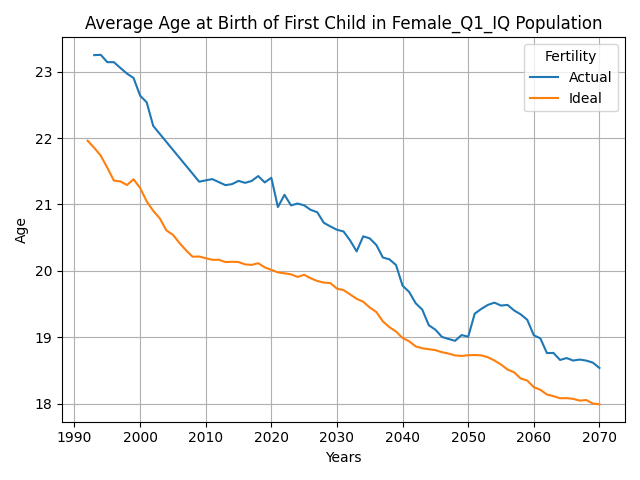 Average Age at Birth of First Child in Female_Q1_IQ Population
Fertility
Actual
Ideal
Age
23
22
21
20
19
18
1990 2000 2010 2020 2030 2040 2050 2060 2070
Years